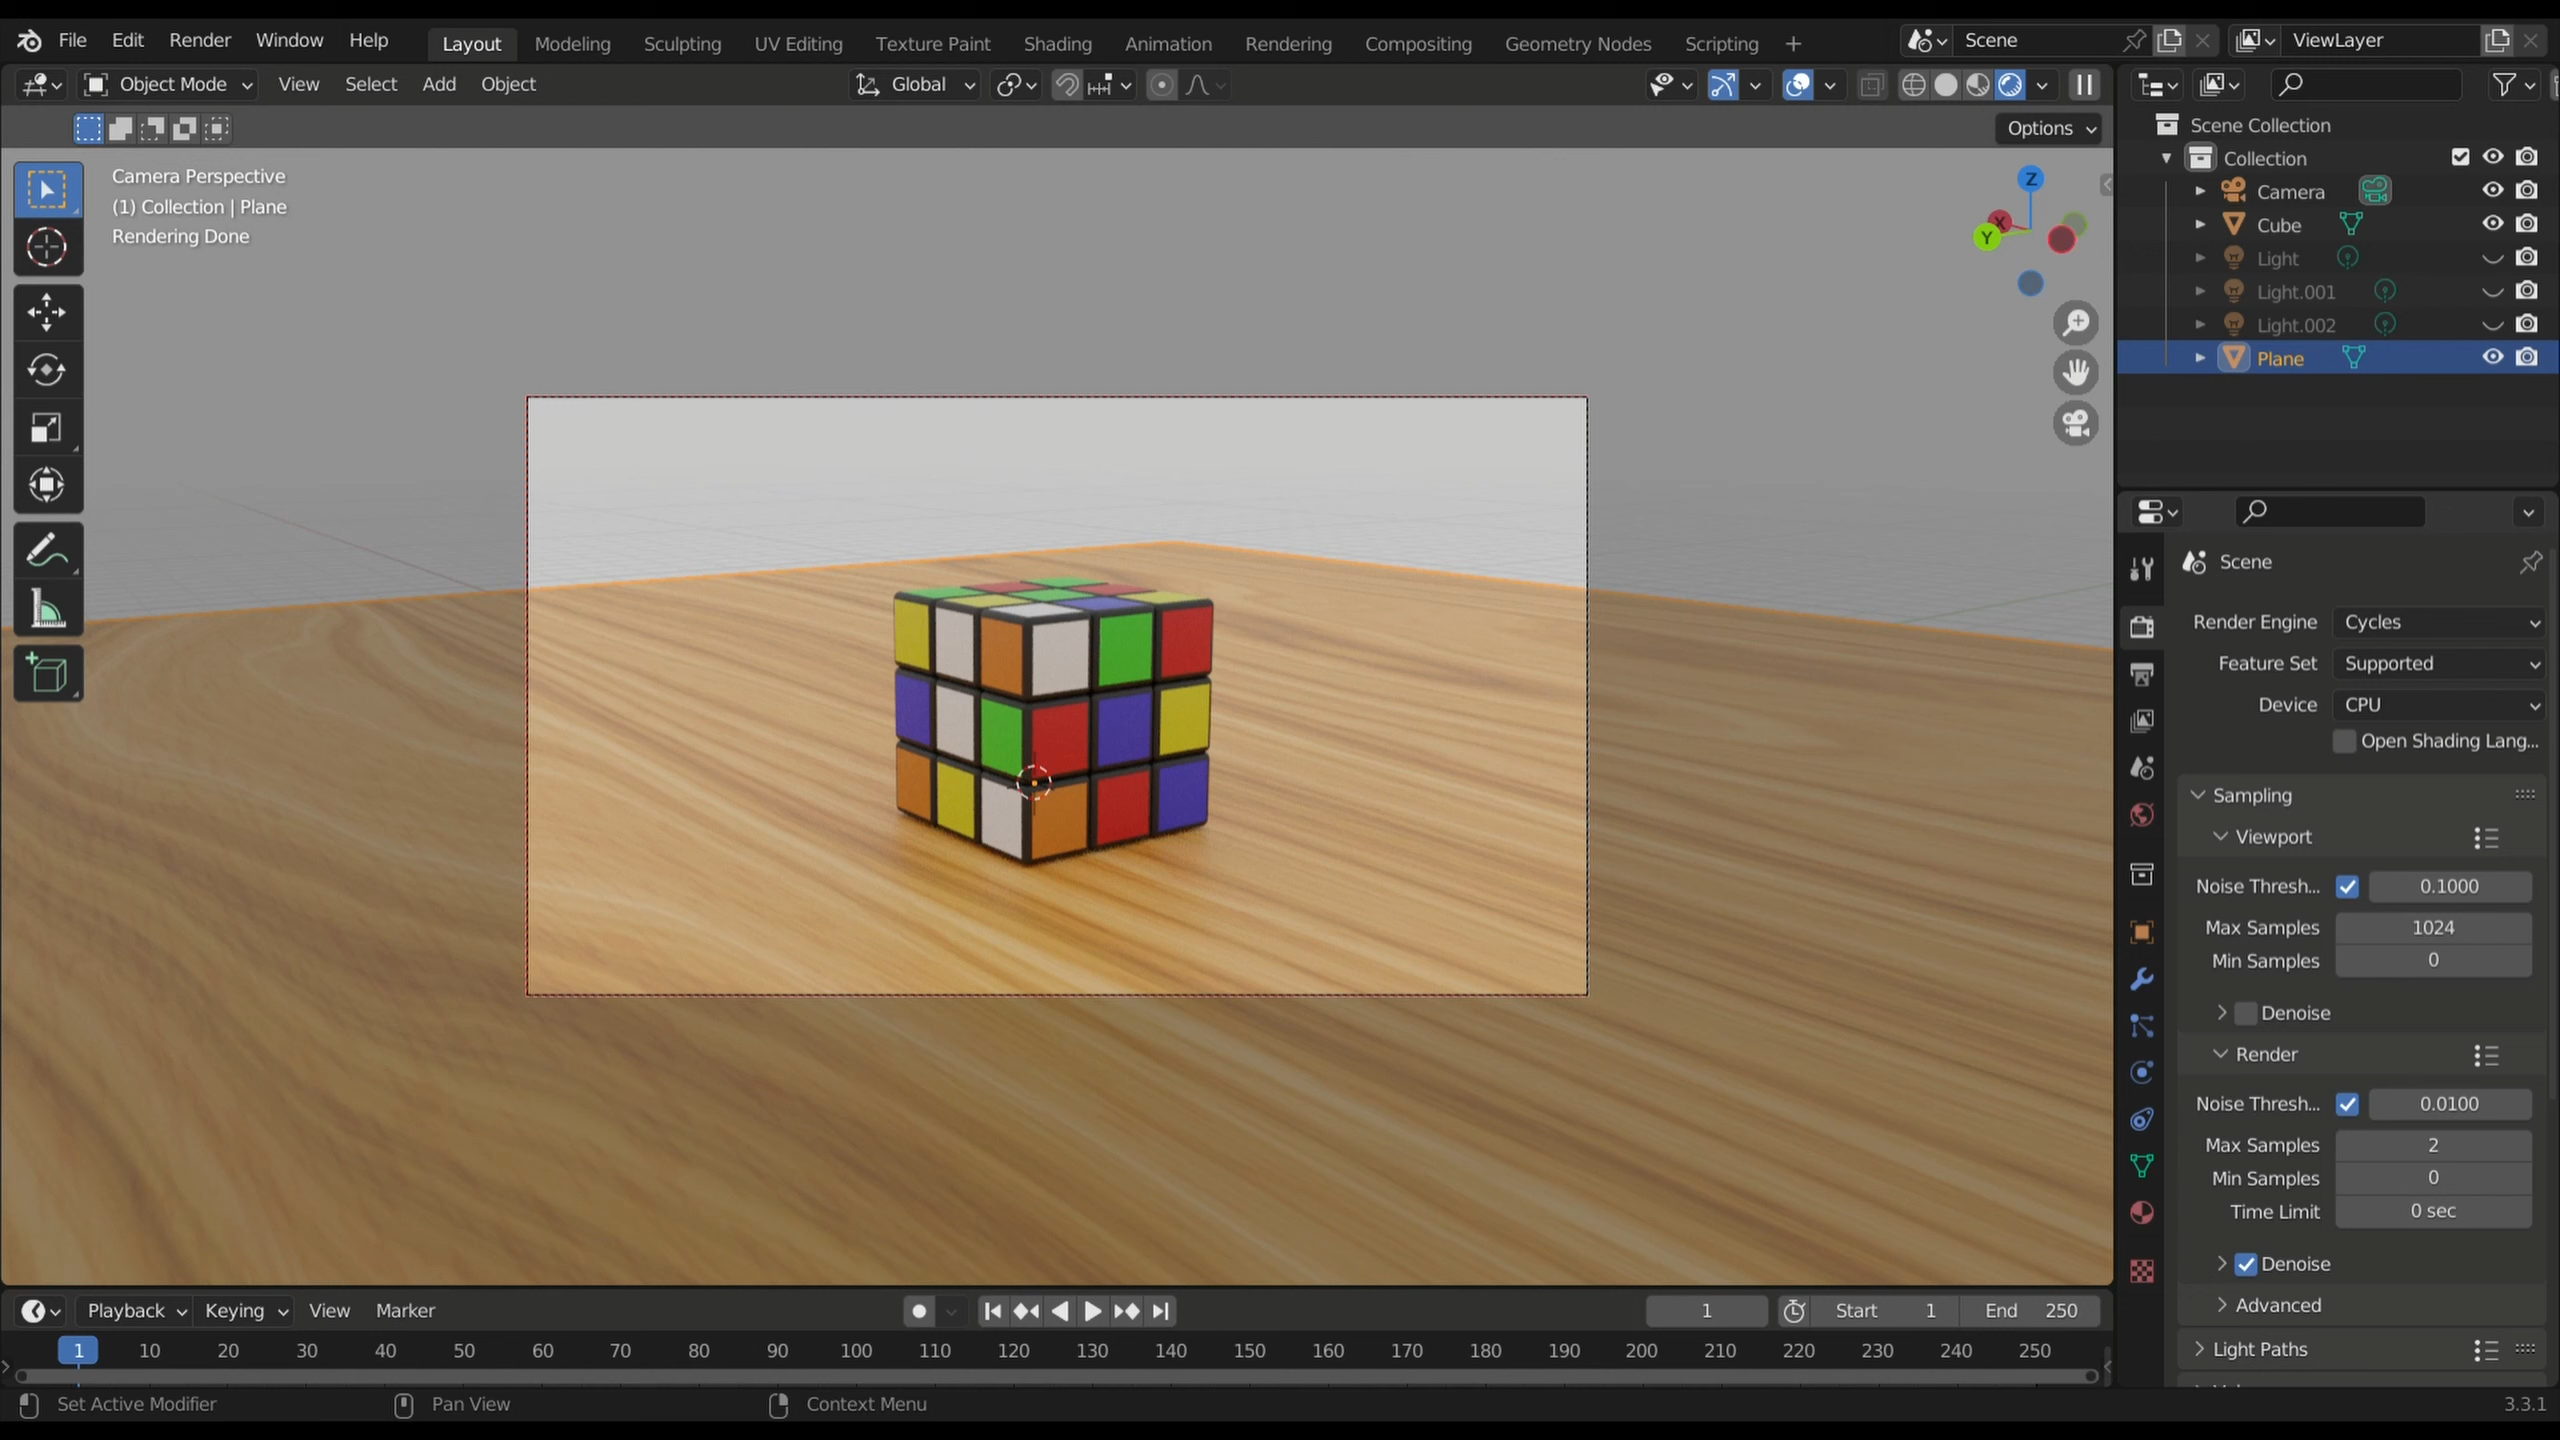 File Edit Render Window Help Layout Modeling Sculpting UV Editing Texture Paint Shading Animation Rendering Compositing Geometry Nodes Scripting + Scene ViewLayer
Object Mode View Select Add Object Global
Options
Camera Perspective
(1) Collection | Plane
Rendering Done
Z
X
Y
Scene Collection
Collection
Camera
Cube
Light
Light.001
Light.002
Plane
Scene
Render Engine Cycles
Feature Set Supported
Device CPU
Open Shading Lang...
Sampling
Viewport
Noise Thresh... 0.1000
Max Samples 1024
Min Samples 0
Denoise
Render
Noise Thresh... 0.0100
Max Samples 2
Min Samples 0
Time Limit 0 sec
Denoise
Advanced
Light Paths
Playback Keying View Marker 1 Start 1 End 250
1 10 20 30 40 50 60 70 80 90 100 110 120 130 140 150 160 170 180 190 200 210 220 230 240 250
Set Active Modifier Pan View Context Menu 3.3.1